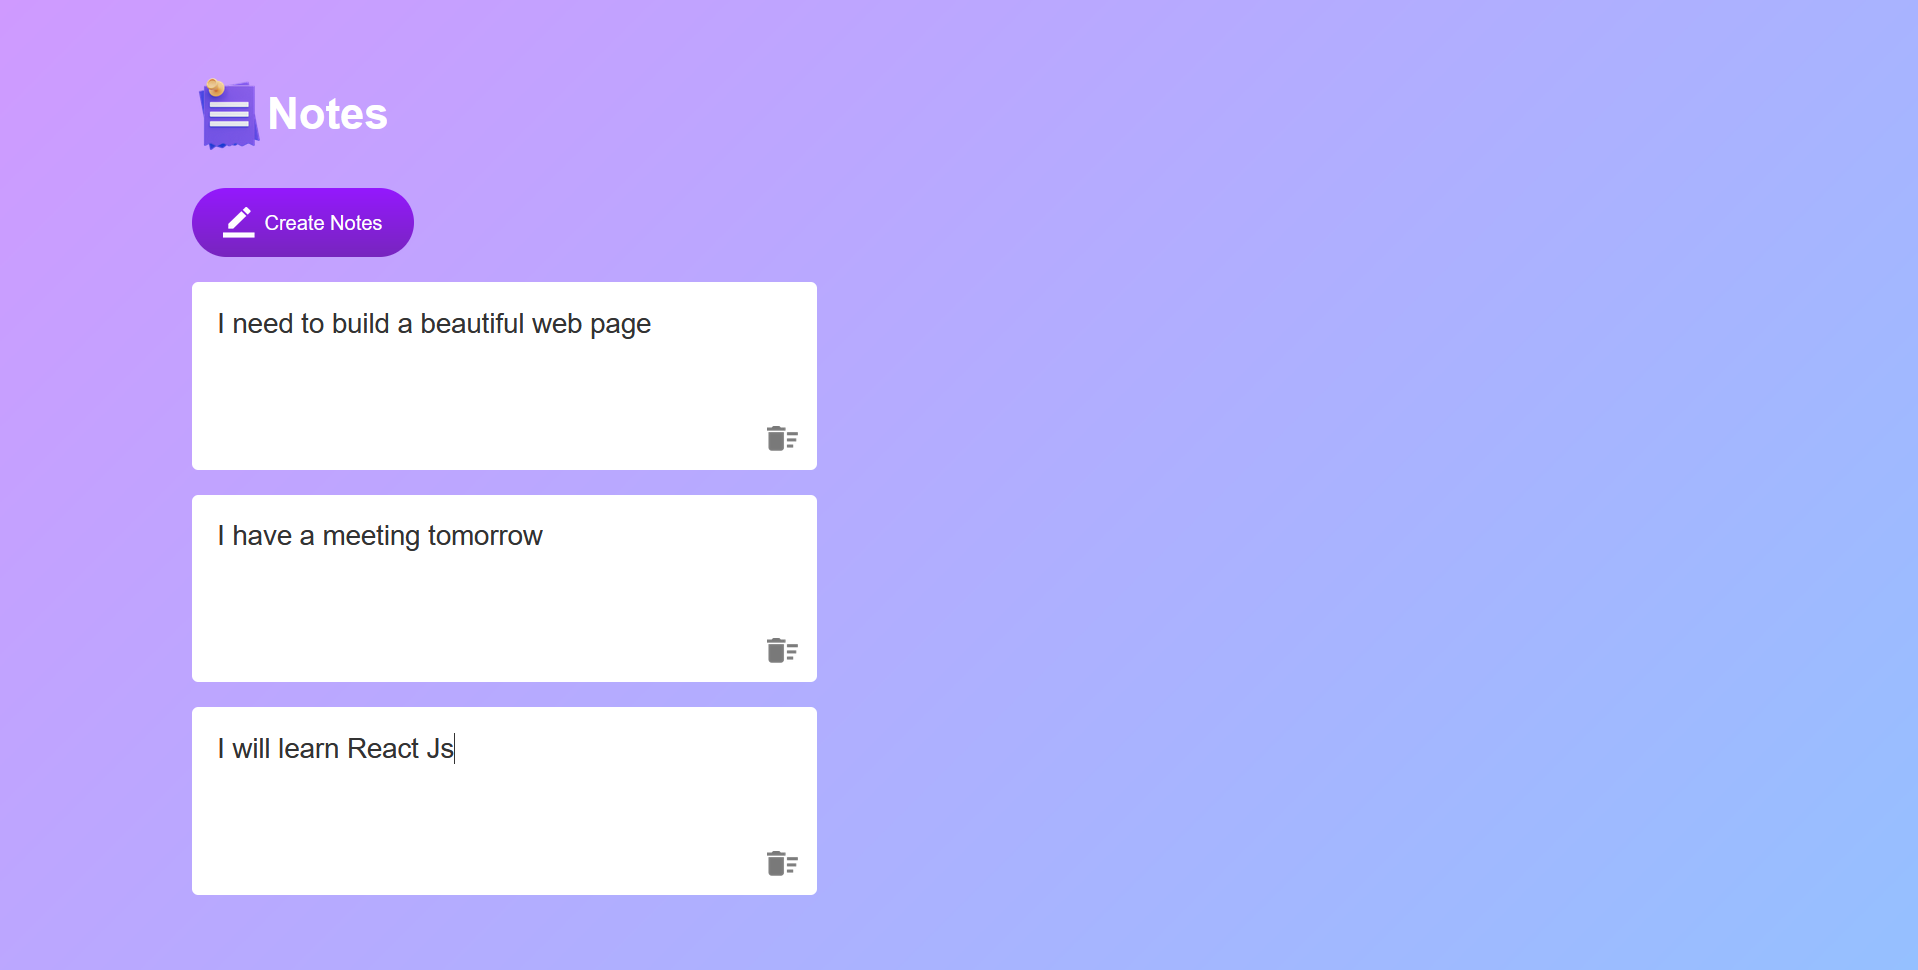 Notes
Create Notes
I need to build a beautiful web page
I have a meeting tomorrow
I will learn React Js